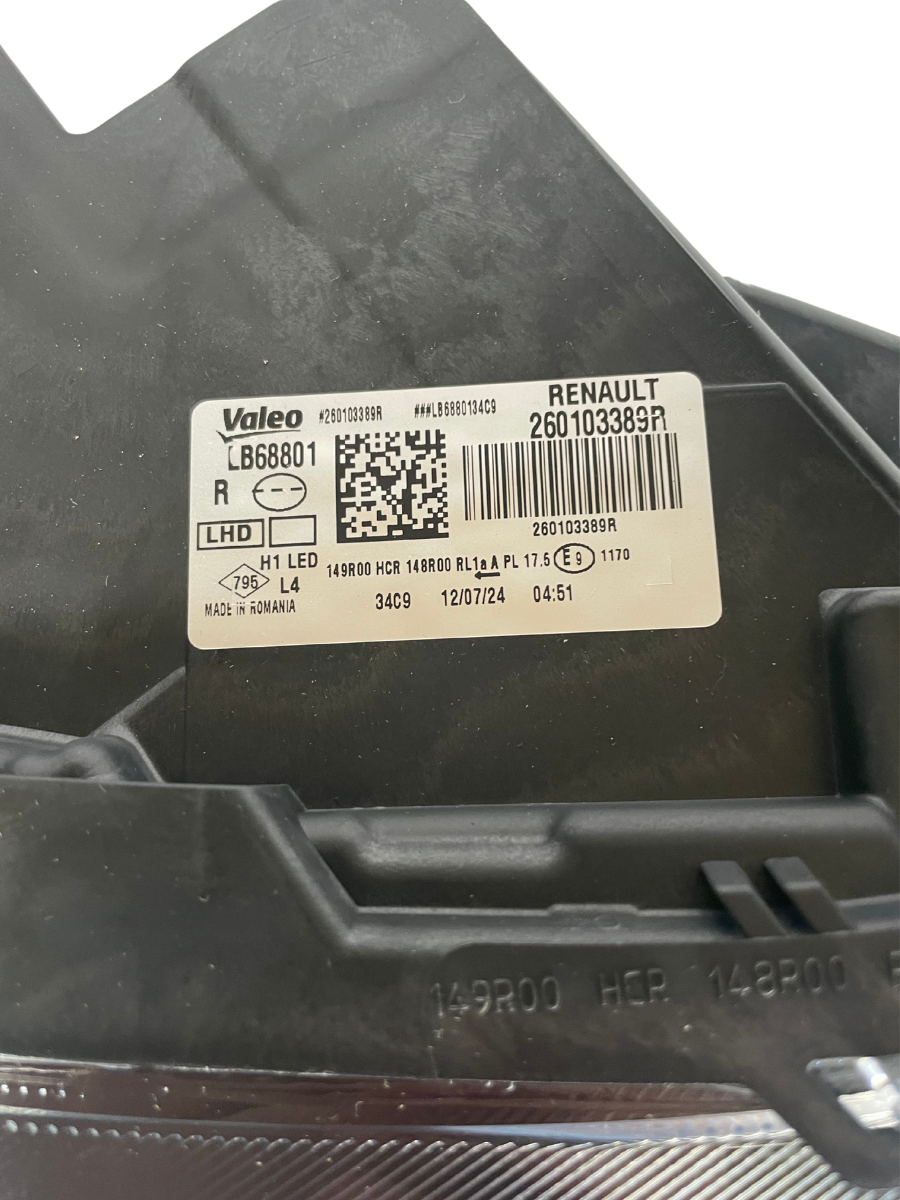 Valeo #260103389R ###LB6880134C9 RENAULT
LB68801 260103389R
R
LHD
260103389R
H1 LED 149R00 HCR 148R00 RL1a A PL 17.5 E9 1170
795 L4
MADE IN ROMANIA 34C9 12/07/24 04:51
149R00 HCR 148R00